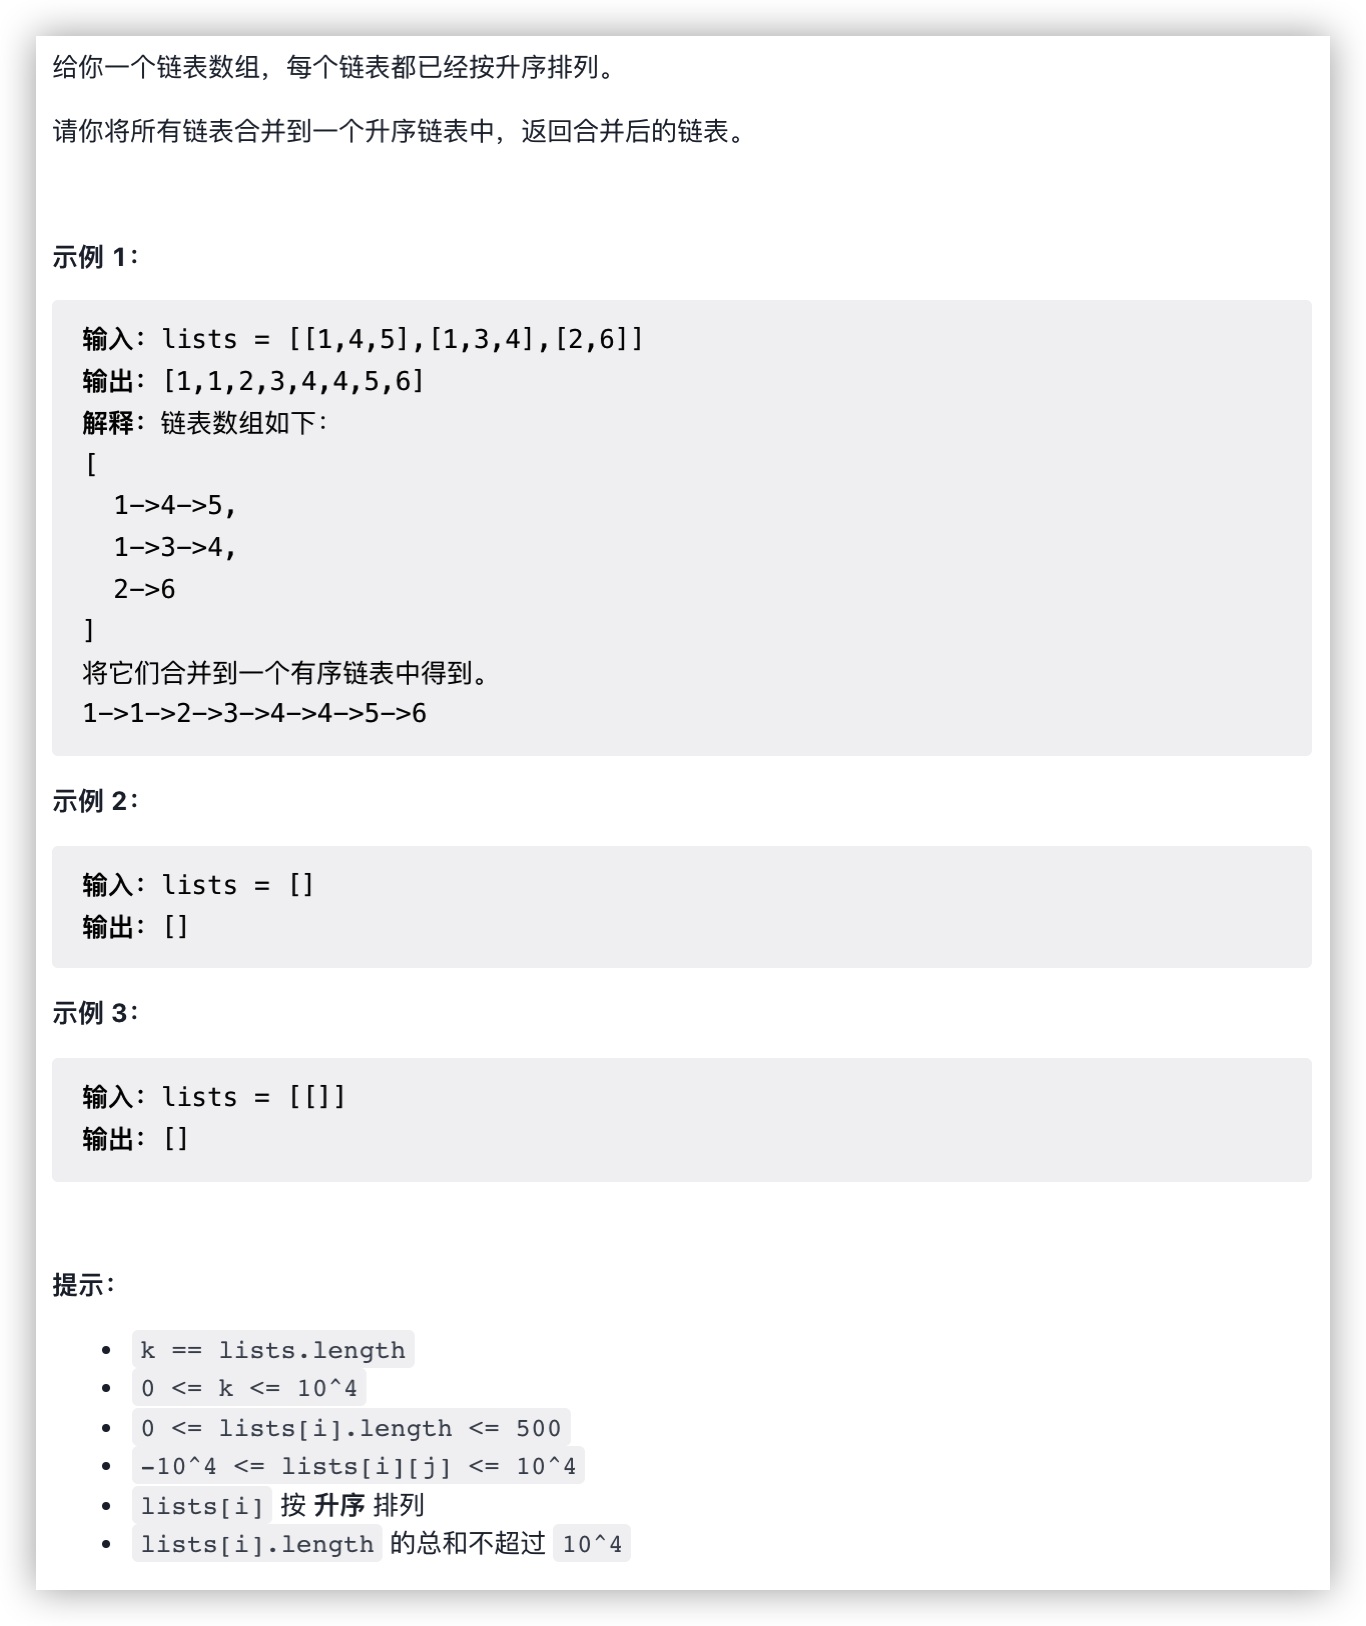 给你一个链表数组，每个链表都已经按升序排列。
请你将所有链表合并到一个升序链表中，返回合并后的链表。
示例 1：
输入：lists = [[1,4,5],[1,3,4],[2,6]]
输出：[1,1,2,3,4,4,5,6]
解释：链表数组如下：
[
1->4->5,
1->3->4,
2->6
]
将它们合并到一个有序链表中得到。
1->1->2->3->4->4->5->6
示例 2：
输入：lists = []
输出：[]
示例 3：
输入：lists = [[]]
输出：[]
提示：
• k == lists.length
• 0 <= k <= 10^4
• 0 <= lists[i].length <= 500
• -10^4 <= lists[i][j] <= 10^4
• lists[i] 按 升序 排列
• lists[i].length 的总和不超过 10^4